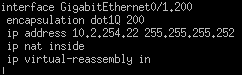 interface GigabitEthernet0/1.200
 encapsulation dot1Q 200
 ip address 10.2.254.22 255.255.255.252
 ip nat inside
 ip virtual-reassembly in
!